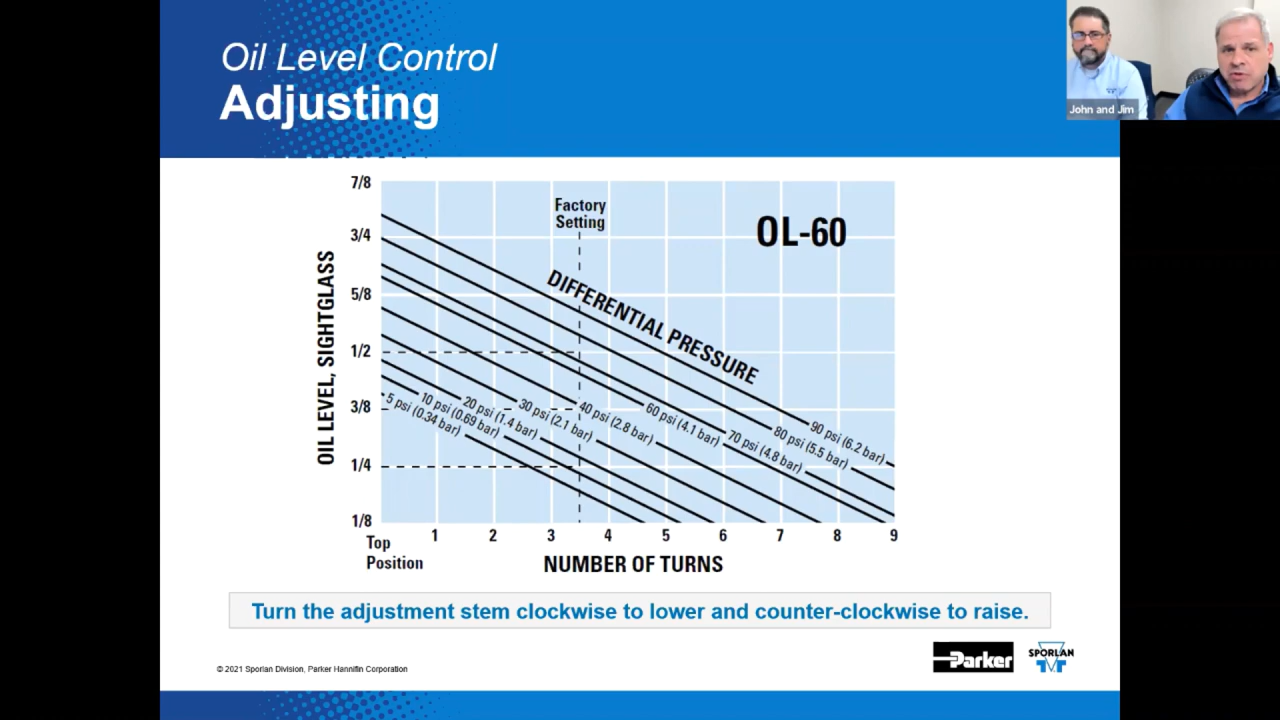 Oil Level Control
Adjusting
John and Jim
7/8
3/4
5/8
1/2
3/8
1/4
1/8
OIL LEVEL, SIGHTGLASS
Factory
Setting
OL-60
DIFFERENTIAL PRESSURE
5 psi (0.34 bar)
10 psi (0.69 bar)
20 psi (1.4 bar)
30 psi (2.1 bar)
40 psi (2.8 bar)
60 psi (4.1 bar)
70 psi (4.8 bar)
80 psi (5.5 bar)
90 psi (6.2 bar)
Top
Position
1 2 3 4 5 6 7 8 9
NUMBER OF TURNS
Turn the adjustment stem clockwise to lower and counter-clockwise to raise.
© 2021 Sporlan Division, Parker Hannifin Corporation
Parker
SPORLAN